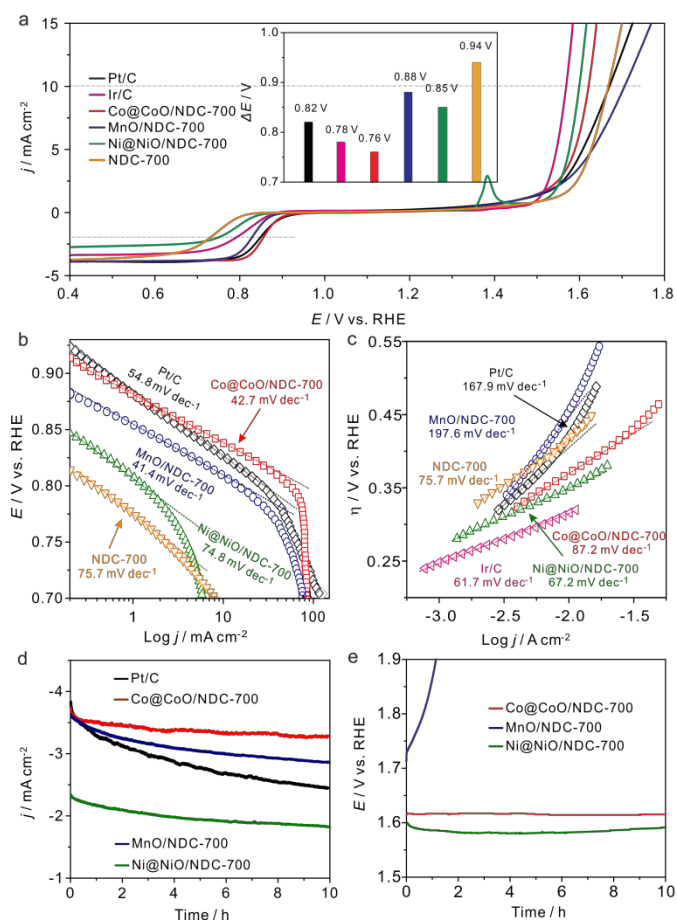 a
15
10
5
0
-5
j / mA cm⁻²
Pt/C
Ir/C
Co@CoO/NDC-700
MnO/NDC-700
Ni@NiO/NDC-700
NDC-700
1.0
0.9
0.8
0.7
ΔE / V
0.82 V
0.78 V
0.76 V
0.88 V
0.85 V
0.94 V
0.4 0.6 0.8 1.0 1.2 1.4 1.6 1.8
E / V vs. RHE
b
0.90
0.85
0.80
0.75
0.70
E / V vs. RHE
Pt/C
54.8 mV dec⁻¹
Co@CoO/NDC-700
42.7 mV dec⁻¹
MnO/NDC-700
41.4 mV dec⁻¹
Ni@NiO/NDC-700
74.8 mV dec⁻¹
NDC-700
75.7 mV dec⁻¹
1 10 100
Log j / mA cm⁻²
c
0.55
0.45
0.35
0.25
η / V vs. RHE
Pt/C
167.9 mV dec⁻¹
MnO/NDC-700
197.6 mV dec⁻¹
NDC-700
75.7 mV dec⁻¹
Co@CoO/NDC-700
87.2 mV dec⁻¹
Ni@NiO/NDC-700
67.2 mV dec⁻¹
Ir/C
61.7 mV dec⁻¹
-3.0 -2.5 -2.0 -1.5
Log j / A cm⁻²
d
-4
-3
-2
-1
j / mA cm⁻²
Pt/C
Co@CoO/NDC-700
MnO/NDC-700
Ni@NiO/NDC-700
0 2 4 6 8 10
Time / h
e
1.9
1.8
1.7
1.6
1.5
E / V vs. RHE
Co@CoO/NDC-700
MnO/NDC-700
Ni@NiO/NDC-700
0 2 4 6 8 10
Time / h